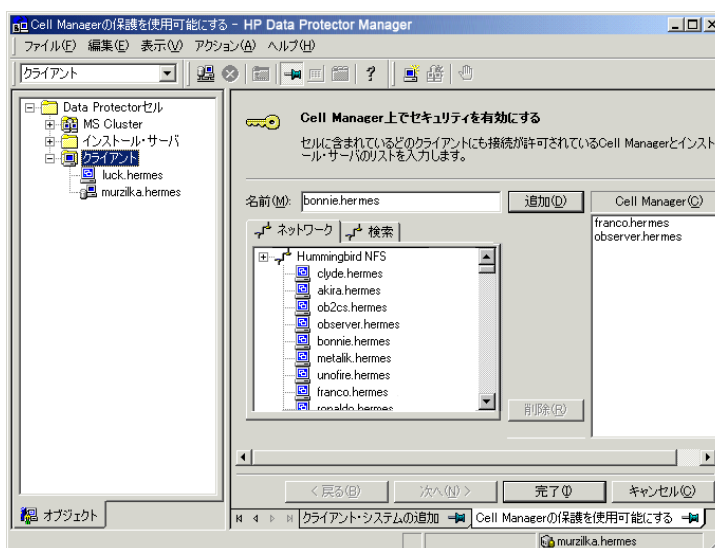 Cell Managerの保護を使用可能にする - HP Data Protector Manager
ファイル(F) 編集(E) 表示(V) アクション(A) ヘルプ(H)
クライアント
Data Protectorセル
MS Cluster
インストール・サーバ
クライアント
luck.hermes
murzilka.hermes
オブジェクト
Cell Manager上でセキュリティを有効にする
セルに含まれているどのクライアントにも接続が許可されているCell Managerとインスト
ール・サーバのリストを入力します。
名前(M): bonnie.hermes 追加(D) Cell Manager(C)
ネットワーク 検索
Hummingbird NFS
clyde.hermes
akira.hermes
ob2cs.hermes
observer.hermes
bonnie.hermes
metalik.hermes
unofire.hermes
franco.hermes
ronaldo.hermes
franco.hermes
observer.hermes
削除(R)
< 戻る(B) 次へ(N) > 完了(I) キャンセル(C)
クライアント・システムの追加 Cell Managerの保護を使用可能にする
murzilka.hermes